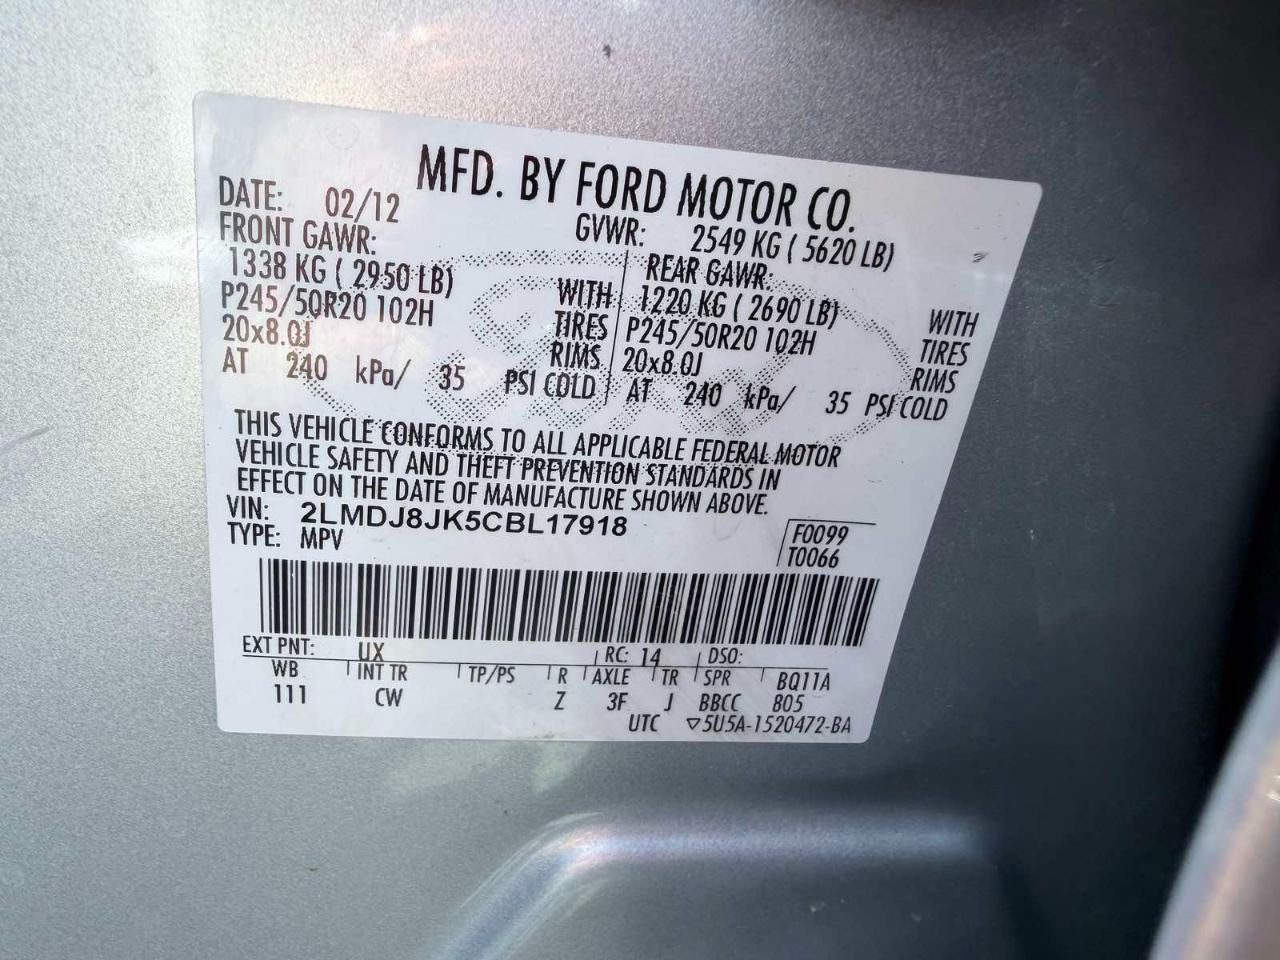 MFD. BY FORD MOTOR CO.
DATE: 02/12 GVWR: 2549 KG ( 5620 LB)
FRONT GAWR: REAR GAWR:
1338 KG ( 2950 LB) WITH 1220 KG ( 2690 LB) WITH
P245/50R20 102H TIRES P245/50R20 102H TIRES
20x8.0J RIMS 20x8.0J RIMS
AT 240 kPa/ 35 PSI COLD AT 240 kPa/ 35 PSI COLD
THIS VEHICLE CONFORMS TO ALL APPLICABLE FEDERAL MOTOR
VEHICLE SAFETY AND THEFT PREVENTION STANDARDS IN
EFFECT ON THE DATE OF MANUFACTURE SHOWN ABOVE.
VIN: 2LMDJ8JK5CBL17918
TYPE: MPV
F0099
T0066
EXT PNT: UX RC: 14 DSO:
WB INT TR TP/PS R AXLE TR SPR BQ11A
111 CW Z 3F J BBCC 805
UTC ▽5U5A-1520472-BA